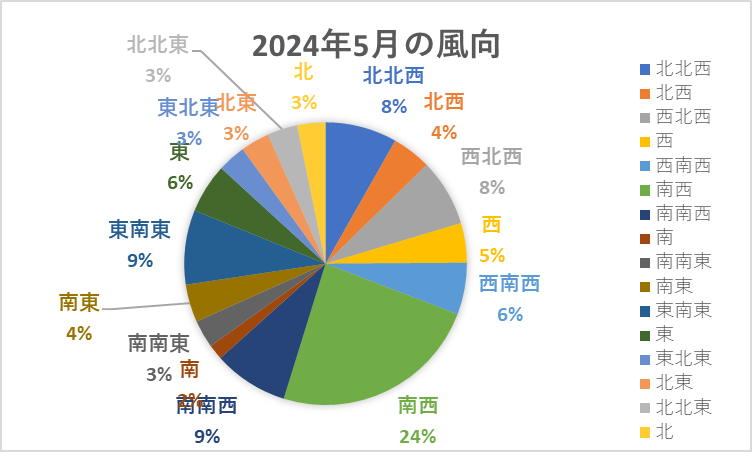 2024年5月の風向
北北西
8%
北西
4%
西北西
8%
西
5%
西南西
6%
南西
24%
南南西
9%
南
2%
南南東
3%
南東
4%
東南東
9%
東
6%
東北東
3%
北東
3%
北北東
3%
北
3%
北北西
北西
西北西
西
西南西
南西
南南西
南
南南東
南東
東南東
東
東北東
北東
北北東
北